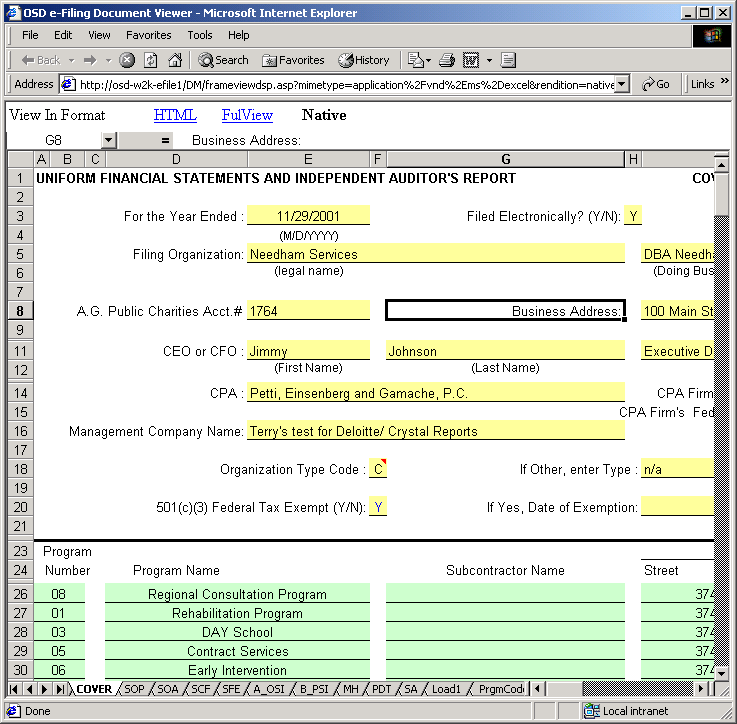 OSD e-Filing Document Viewer - Microsoft Internet Explorer
File Edit View Favorites Tools Help
Back Search Favorites History
Address http://osd-w2k-efile1/DM/frameviewdsp.asp?mimetype=application%2Fvnd%2Ems%2Dexcel&rendition=native Go Links »
View In Format HTML FulView Native
G8 = Business Address:
A B C D E F G H
1 UNIFORM FINANCIAL STATEMENTS AND INDEPENDENT AUDITOR'S REPORT COV
2
3 For the Year Ended : 11/29/2001 Filed Electronically? (Y/N): Y
4 (M/D/YYYY)
5 Filing Organization: Needham Services DBA Needha
6 (legal name) (Doing Bus
7
8 A.G. Public Charities Acct.# 1764 Business Address: 100 Main St
9
11 CEO or CFO : Jimmy Johnson Executive D
12 (First Name) (Last Name)
14 CPA : Petti, Einsenberg and Gamache, P.C. CPA Firm
15 CPA Firm's Fed
16 Management Company Name: Terry's test for Deloitte/ Crystal Reports
17
18 Organization Type Code : C If Other, enter Type : n/a
19
20 501(c)(3) Federal Tax Exempt (Y/N): Y If Yes, Date of Exemption:
21
23 Program
24 Number Program Name Subcontractor Name Street
26 08 Regional Consultation Program 374
27 01 Rehabilitation Program 374
28 03 DAY School 374
29 05 Contract Services 374
30 06 Early Intervention 374
COVER SOP SOA SCF SFE A_OSI B_PSI MH PDT SA Load1 PrgmCod
Done Local intranet